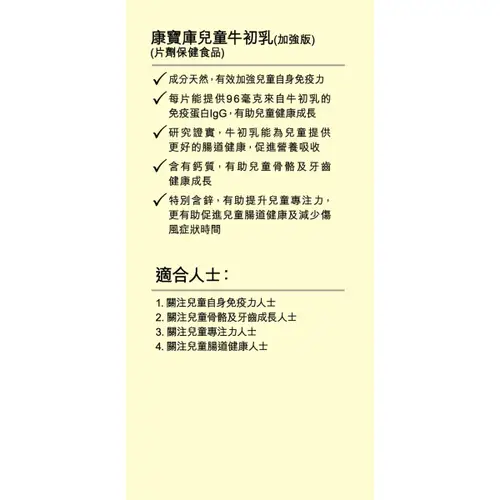 康寶庫兒童牛初乳(加強版)
(片劑保健食品)
✓ 成分天然，有效加強兒童自身免疫力
✓ 每片能提供96毫克來自牛初乳的
免疫蛋白IgG，有助兒童健康成長
✓ 研究證實，牛初乳能為兒童提供
更好的腸道健康，促進營養吸收
✓ 含有鈣質，有助兒童骨骼及牙齒
健康成長
✓ 特別含鋅，有助提升兒童專注力，
更有助促進兒童腸道健康及減少傷
風症狀時間
適合人士：
1. 關注兒童自身免疫力人士
2. 關注兒童骨骼及牙齒成長人士
3. 關注兒童專注力人士
4. 關注兒童腸道健康人士